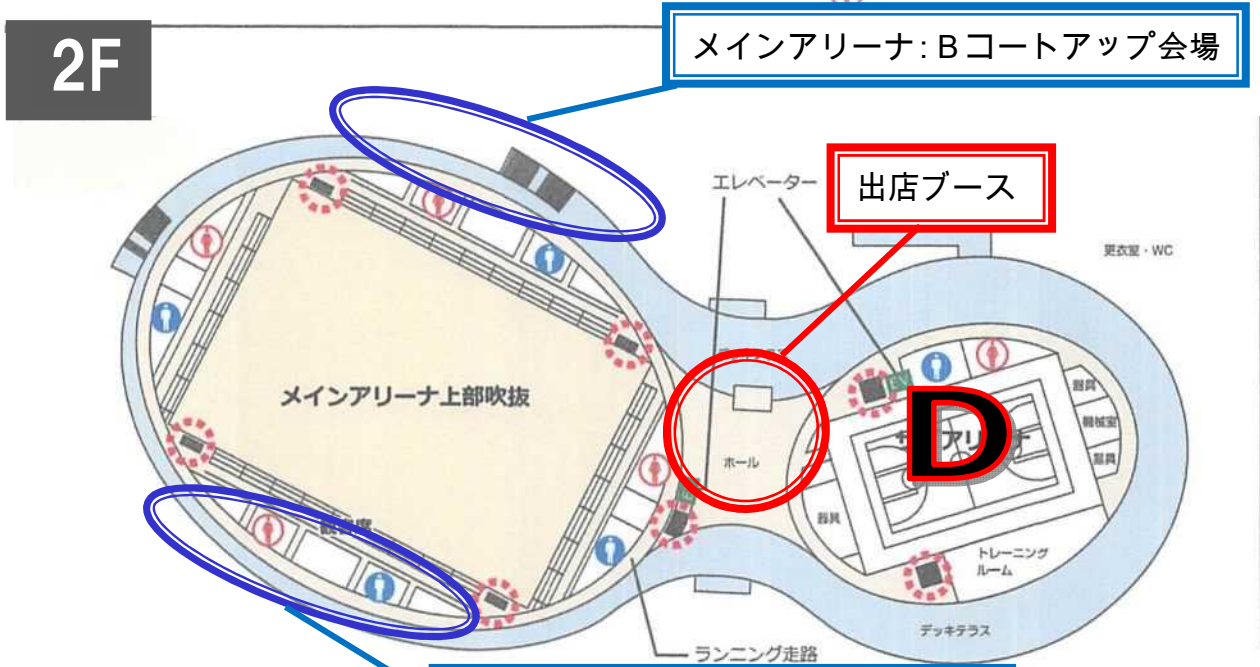 2F
メインアリーナ：Ｂコートアップ会場
エレベーター
出店ブース
更衣室・WC
メインアリーナ上部吹抜
ホール
EV
D
器具
機械室
器具
器具
観客席
トレーニング
ルーム
デッキテラス
ランニング走路